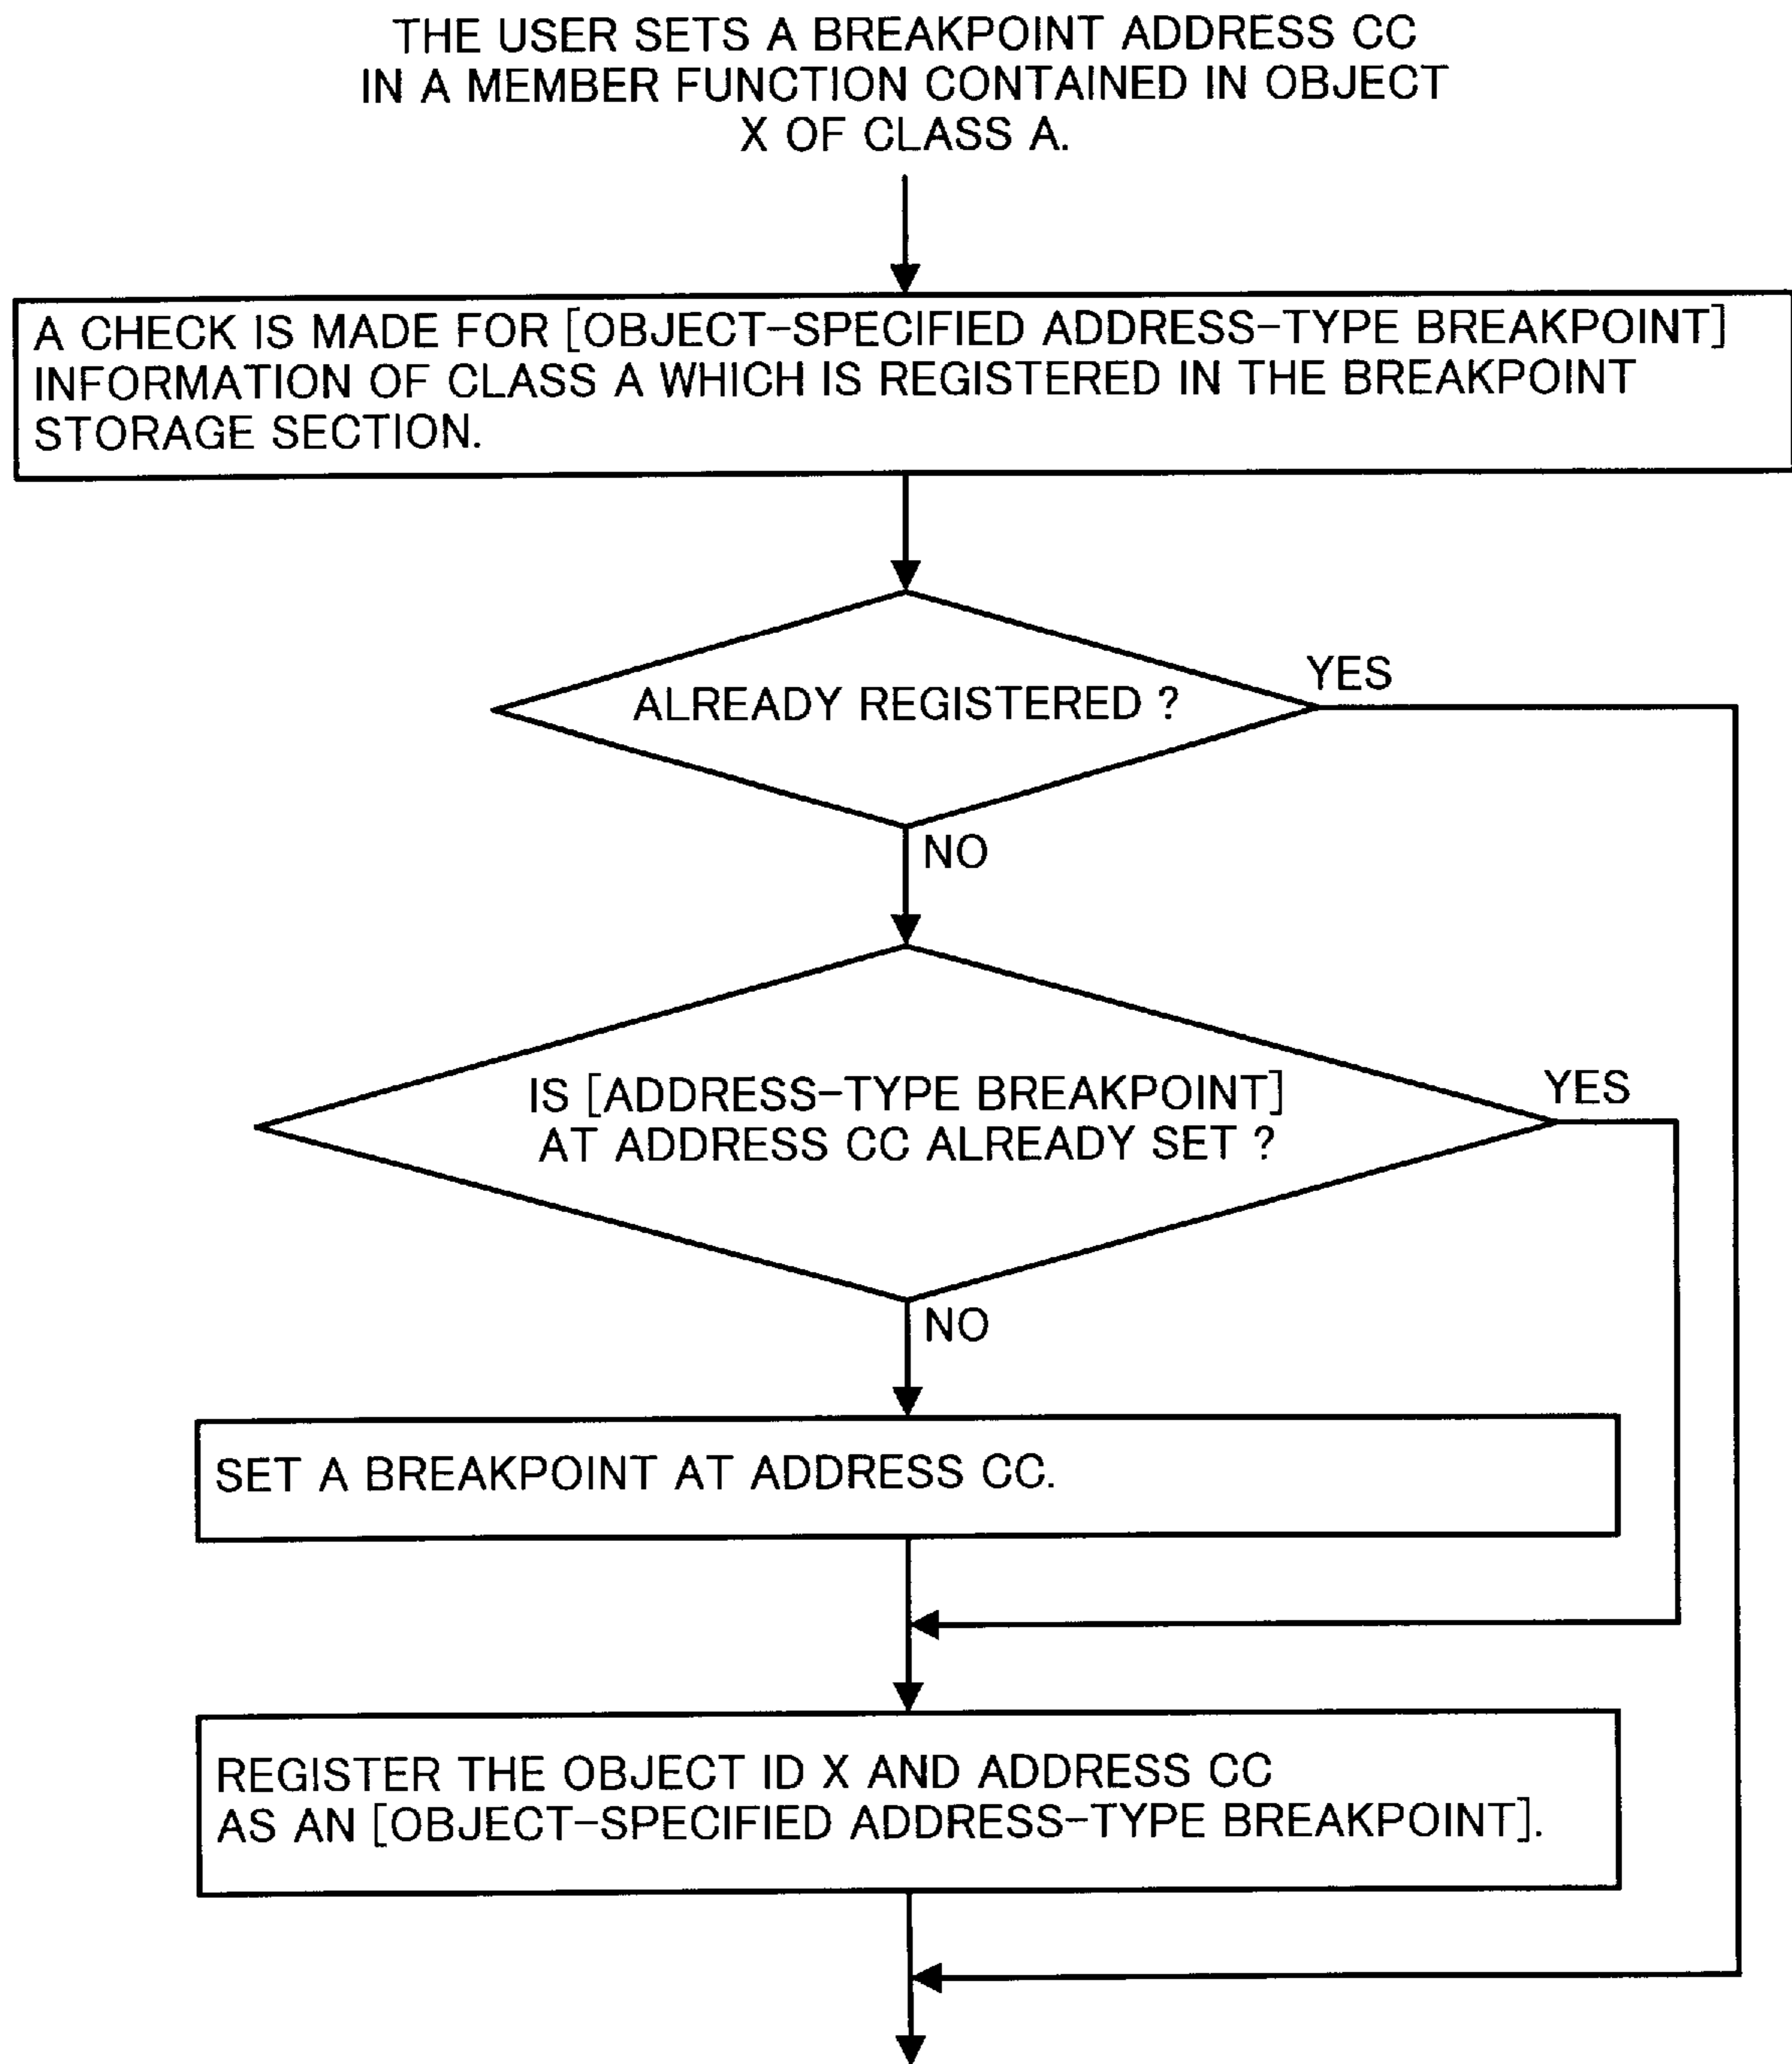 THE USER SETS A BREAKPOINT ADDRESS CC
IN A MEMBER FUNCTION CONTAINED IN OBJECT
X OF CLASS A.
A CHECK IS MADE FOR [OBJECT-SPECIFIED ADDRESS-TYPE BREAKPOINT]
INFORMATION OF CLASS A WHICH IS REGISTERED IN THE BREAKPOINT
STORAGE SECTION.
ALREADY REGISTERED ?
YES
NO
IS [ADDRESS-TYPE BREAKPOINT]
AT ADDRESS CC ALREADY SET ?
YES
NO
SET A BREAKPOINT AT ADDRESS CC.
REGISTER THE OBJECT ID X AND ADDRESS CC
AS AN [OBJECT-SPECIFIED ADDRESS-TYPE BREAKPOINT].